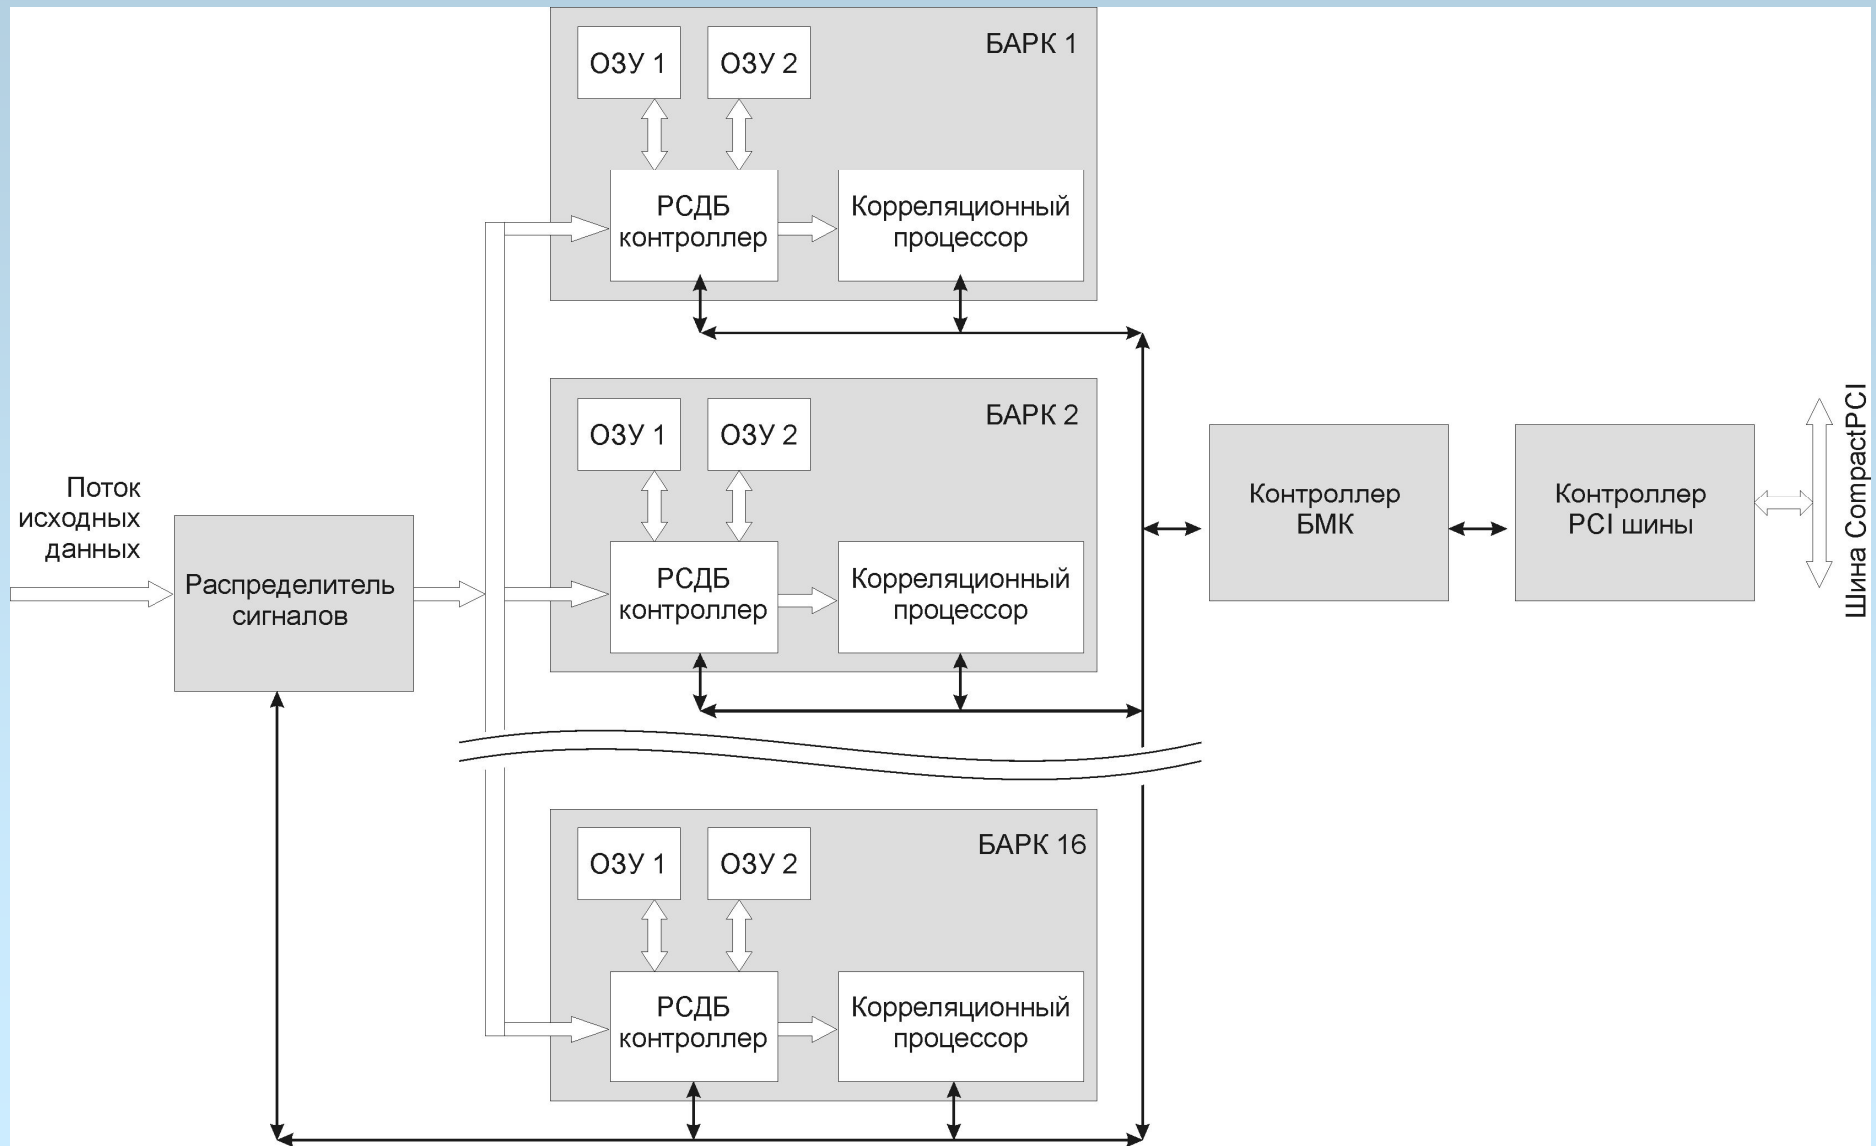 БАРК 1
ОЗУ 1
ОЗУ 2
РСДБ
контроллер
Корреляционный
процессор
БАРК 2
ОЗУ 1
ОЗУ 2
РСДБ
контроллер
Корреляционный
процессор
Поток
исходных
данных
Распределитель
сигналов
Контроллер
БМК
Контроллер
PCI шины
Шина CompactPCI
БАРК 16
ОЗУ 1
ОЗУ 2
РСДБ
контроллер
Корреляционный
процессор